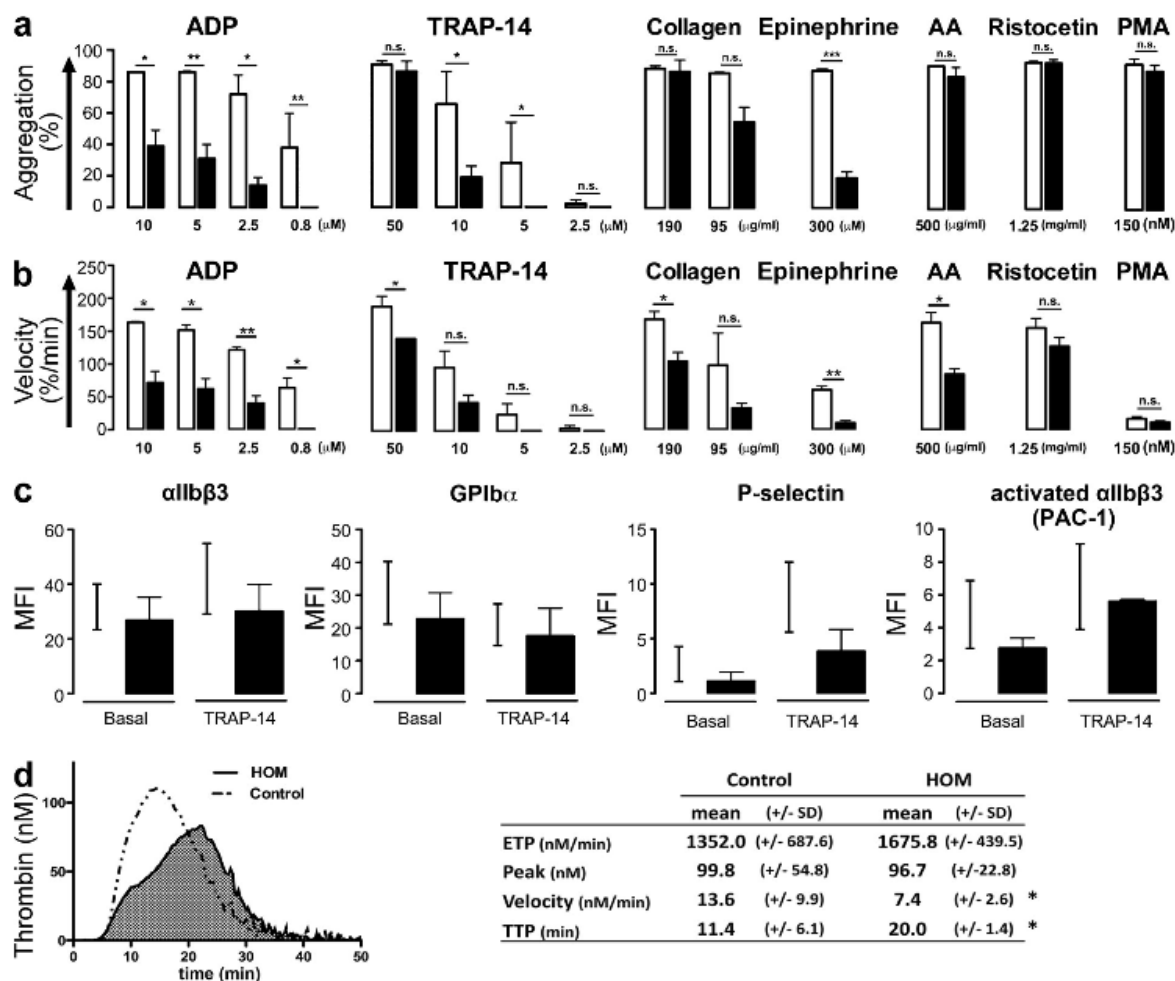 a
ADP TRAP-14 Collagen Epinephrine AA Ristocetin PMA
Aggregation (%)
100
80
60
40
20
0
* ** * ** n.s. * * n.s. n.s. n.s. *** n.s. n.s. n.s.
10 5 2.5 0.8 (μM) 50 10 5 2.5 (μM) 190 95 (μg/ml) 300 (μM) 500 (μg/ml) 1.25 (mg/ml) 150 (nM)
b
ADP TRAP-14 Collagen Epinephrine AA Ristocetin PMA
Velocity (%/min)
250
200
150
100
50
0
* * ** * * n.s. n.s. n.s. * n.s. ** * n.s. n.s.
10 5 2.5 0.8 (μM) 50 10 5 2.5 (μM) 190 95 (μg/ml) 300 (μM) 500 (μg/ml) 1.25 (mg/ml) 150 (nM)
c
αIIbβ3
MFI
60
40
20
0
Basal TRAP-14
GPIbα
MFI
50
40
30
20
10
0
Basal TRAP-14
P-selectin
MFI
15
10
5
0
Basal TRAP-14
activated αIIbβ3
(PAC-1)
MFI
10
8
6
4
2
0
Basal TRAP-14
d
HOM
Control
Thrombin (nM)
100
50
0
0 10 20 30 40 50
time (min)
Control HOM
mean (+/- SD) mean (+/- SD)
ETP (nM/min) 1352.0 (+/- 687.6) 1675.8 (+/- 439.5)
Peak (nM) 99.8 (+/- 54.8) 96.7 (+/-22.8)
Velocity (nM/min) 13.6 (+/- 9.9) 7.4 (+/- 2.6) *
TTP (min) 11.4 (+/- 6.1) 20.0 (+/- 1.4) *